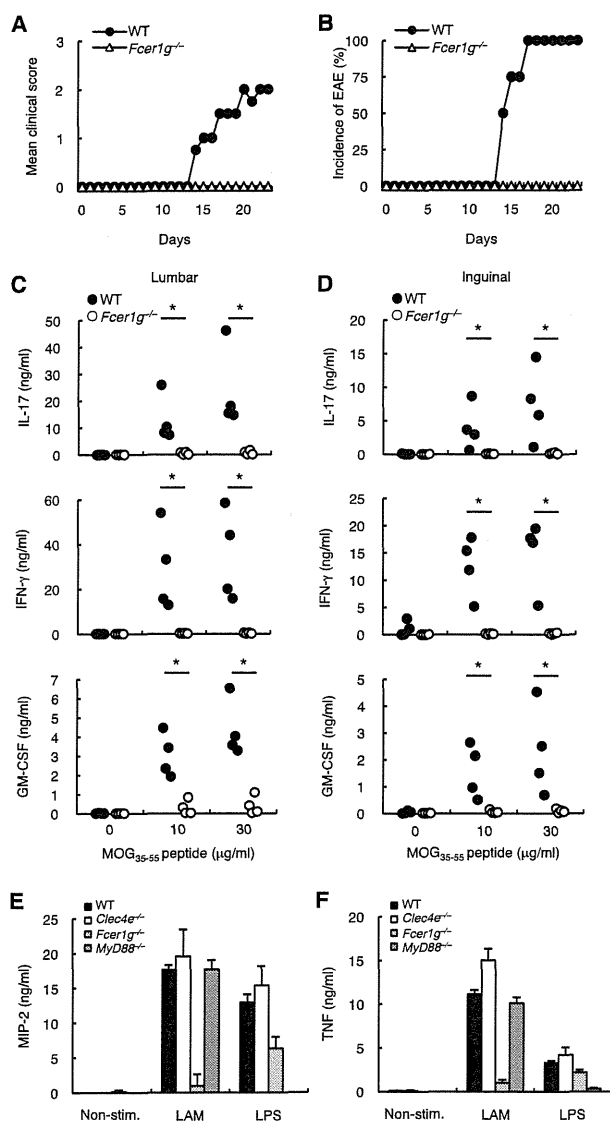 A
WT
Fcer1g–/–
3
2
1
0
Mean clinical score
0 5 10 15 20
Days
B
WT
Fcer1g–/–
100
75
50
25
0
Incidence of EAE (%)
0 5 10 15 20
Days
C
Lumbar
WT
Fcer1g–/–
* *
50
40
30
20
10
0
IL-17 (ng/ml)
* *
60
40
20
0
IFN-γ (ng/ml)
* *
7
6
5
4
3
2
1
0
GM-CSF (ng/ml)
0 10 30
MOG35-55 peptide (μg/ml)
D
Inguinal
WT
Fcer1g–/–
* *
20
15
10
5
0
IL-17 (ng/ml)
* *
25
20
15
10
5
0
IFN-γ (ng/ml)
* *
5
4
3
2
1
0
GM-CSF (ng/ml)
0 10 30
MOG35-55 peptide (μg/ml)
E
WT
Clec4e–/–
Fcer1g–/–
MyD88–/–
25
20
15
10
5
0
MIP-2 (ng/ml)
Non-stim. LAM LPS
F
WT
Clec4e–/–
Fcer1g–/–
MyD88–/–
20
15
10
5
0
TNF (ng/ml)
Non-stim. LAM LPS